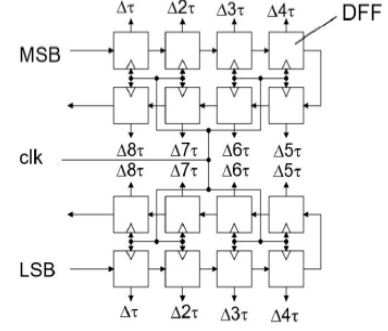 Δτ Δ2τ Δ3τ Δ4τ DFF
MSB
Δ8τ Δ7τ Δ6τ Δ5τ
clk
Δ8τ Δ7τ Δ6τ Δ5τ
LSB
Δτ Δ2τ Δ3τ Δ4τ